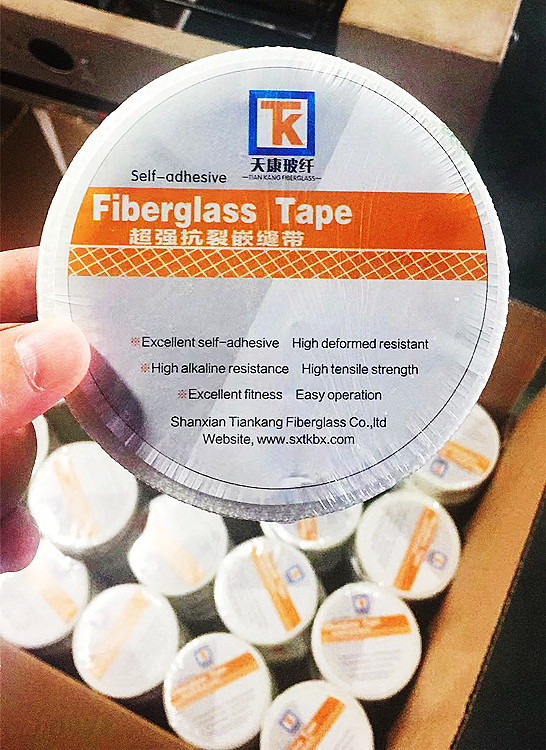 TK
天康玻纤
TIAN KANG FIBERGLASS
Self-adhesive
Fiberglass Tape
超强抗裂嵌缝带
※Excellent self-adhesive High deformed resistant
※High alkaline resistance High tensile strength
※Excellent fitness Easy operation
Shanxian Tiankang Fiberglass Co.,ltd
Website, www.sxtkbx.com